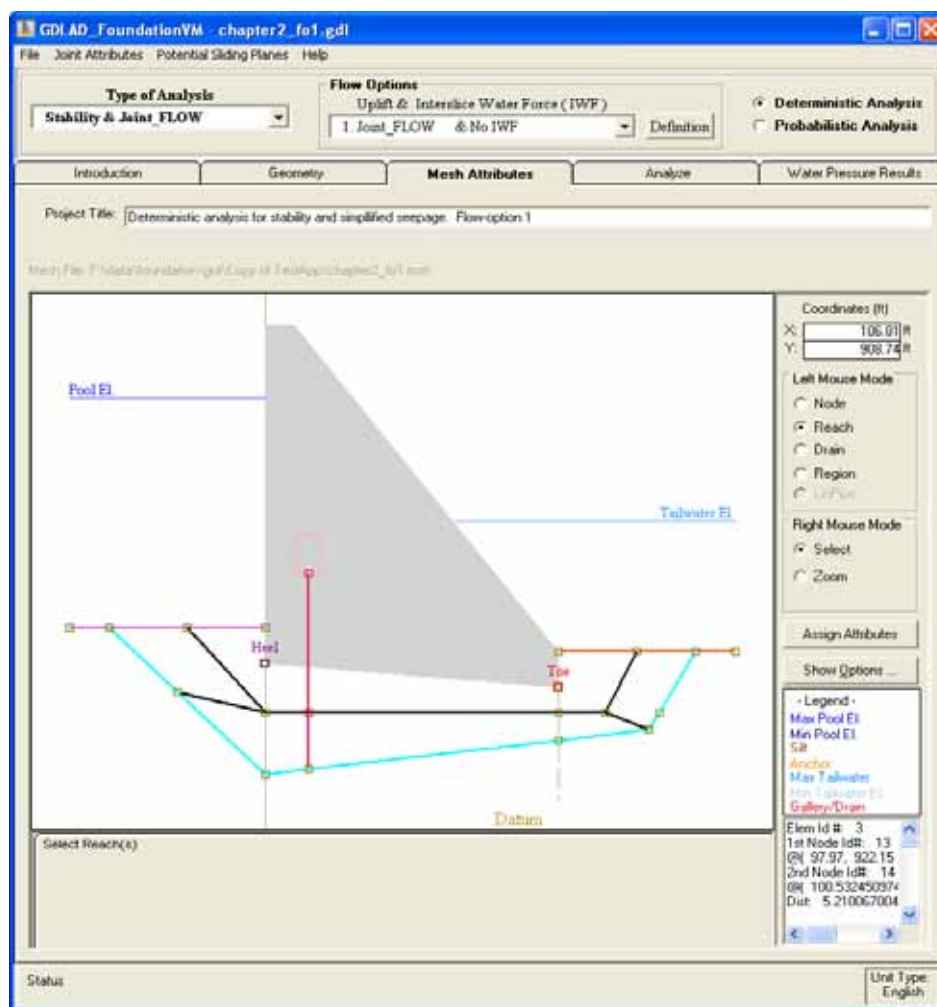 GDLAD_FoundationVM - chapter2_fo1.gdl
File Joint Attributes Potential Sliding Planes Help
Type of Analysis
Stability & Joint_FLOW
Flow Options
Uplift & Interslice Water Force ( IWF )
1. Joint_FLOW & No IWF
Definition
Deterministic Analysis
Probabilistic Analysis
Introduction
Geometry
Mesh Attributes
Analyze
Water Pressure Results
Project Title:
Deterministic analysis for stability and simplified seepage. Flow-option 1
Mesh File:
Pool El.
Tailwater El.
Heel
Toe
Datum
Coordinates (ft)
X: 106.01 ft
Y: 908.74 ft
Left Mouse Mode
Node
Reach
Drain
Region
Right Mouse Mode
Select
Zoom
Assign Attributes
Show Options ...
- Legend -
Max Pool El.
Min Pool El.
Silt
Anchor
Max Tailwater
Min Tailwater El.
Gallery/Drain
Elem Id #: 3
1st Node Id#: 13
@( 97.97, 922.15
2nd Node Id#: 14
@( 100.532450974
Dist: 5.210067004
Select Reach(s)
Status
Unit Type:
English